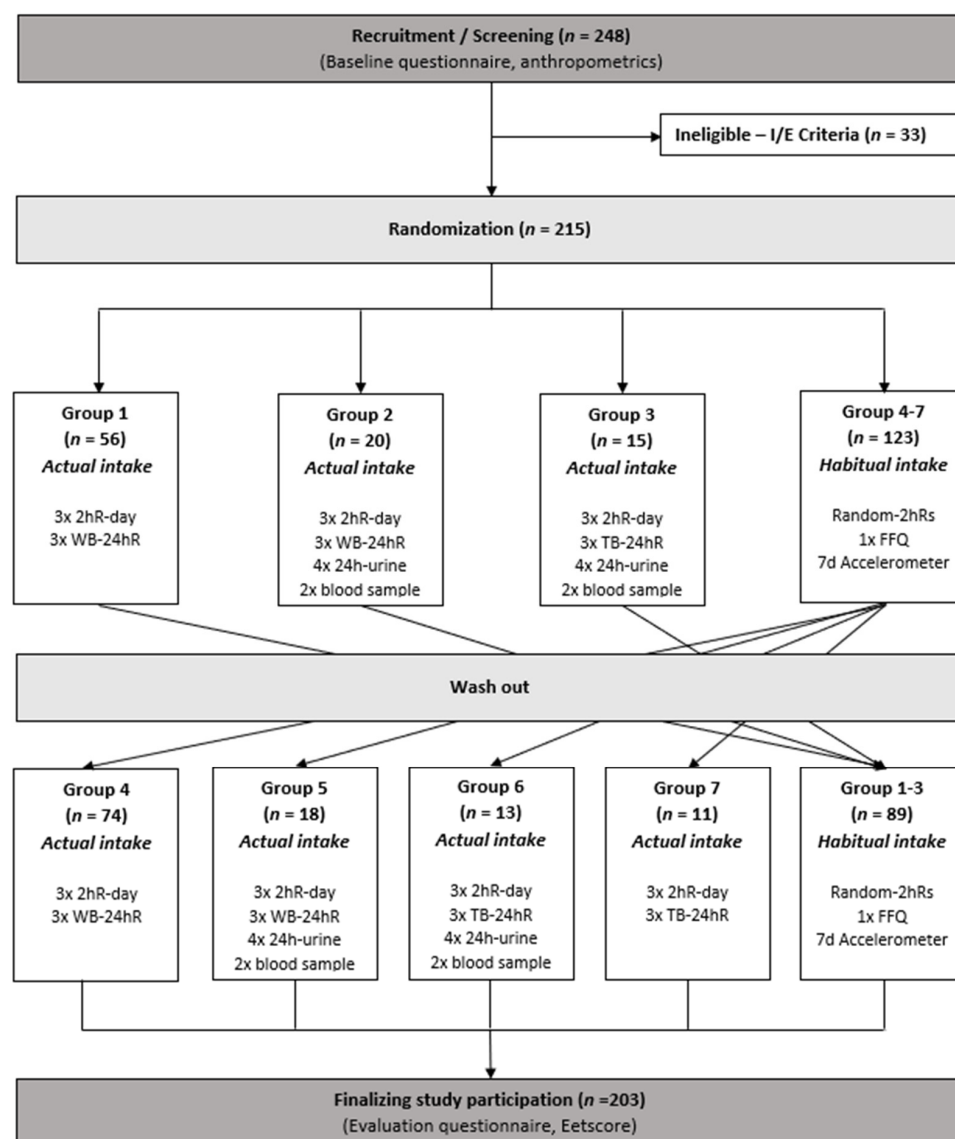 Recruitment / Screening (n = 248)
(Baseline questionnaire, anthropometrics)
Ineligible – I/E Criteria (n = 33)
Randomization (n = 215)
Group 1
(n = 56)
Actual intake
3x 2hR-day
3x WB-24hR
Group 2
(n = 20)
Actual intake
3x 2hR-day
3x WB-24hR
4x 24h-urine
2x blood sample
Group 3
(n = 15)
Actual intake
3x 2hR-day
3x TB-24hR
4x 24h-urine
2x blood sample
Group 4-7
(n = 123)
Habitual intake
Random-2hRs
1x FFQ
7d Accelerometer
Wash out
Group 4
(n = 74)
Actual intake
3x 2hR-day
3x WB-24hR
Group 5
(n = 18)
Actual intake
3x 2hR-day
3x WB-24hR
4x 24h-urine
2x blood sample
Group 6
(n = 13)
Actual intake
3x 2hR-day
3x TB-24hR
4x 24h-urine
2x blood sample
Group 7
(n = 11)
Actual intake
3x 2hR-day
3x TB-24hR
Group 1-3
(n = 89)
Habitual intake
Random-2hRs
1x FFQ
7d Accelerometer
Finalizing study participation (n =203)
(Evaluation questionnaire, Eetscore)